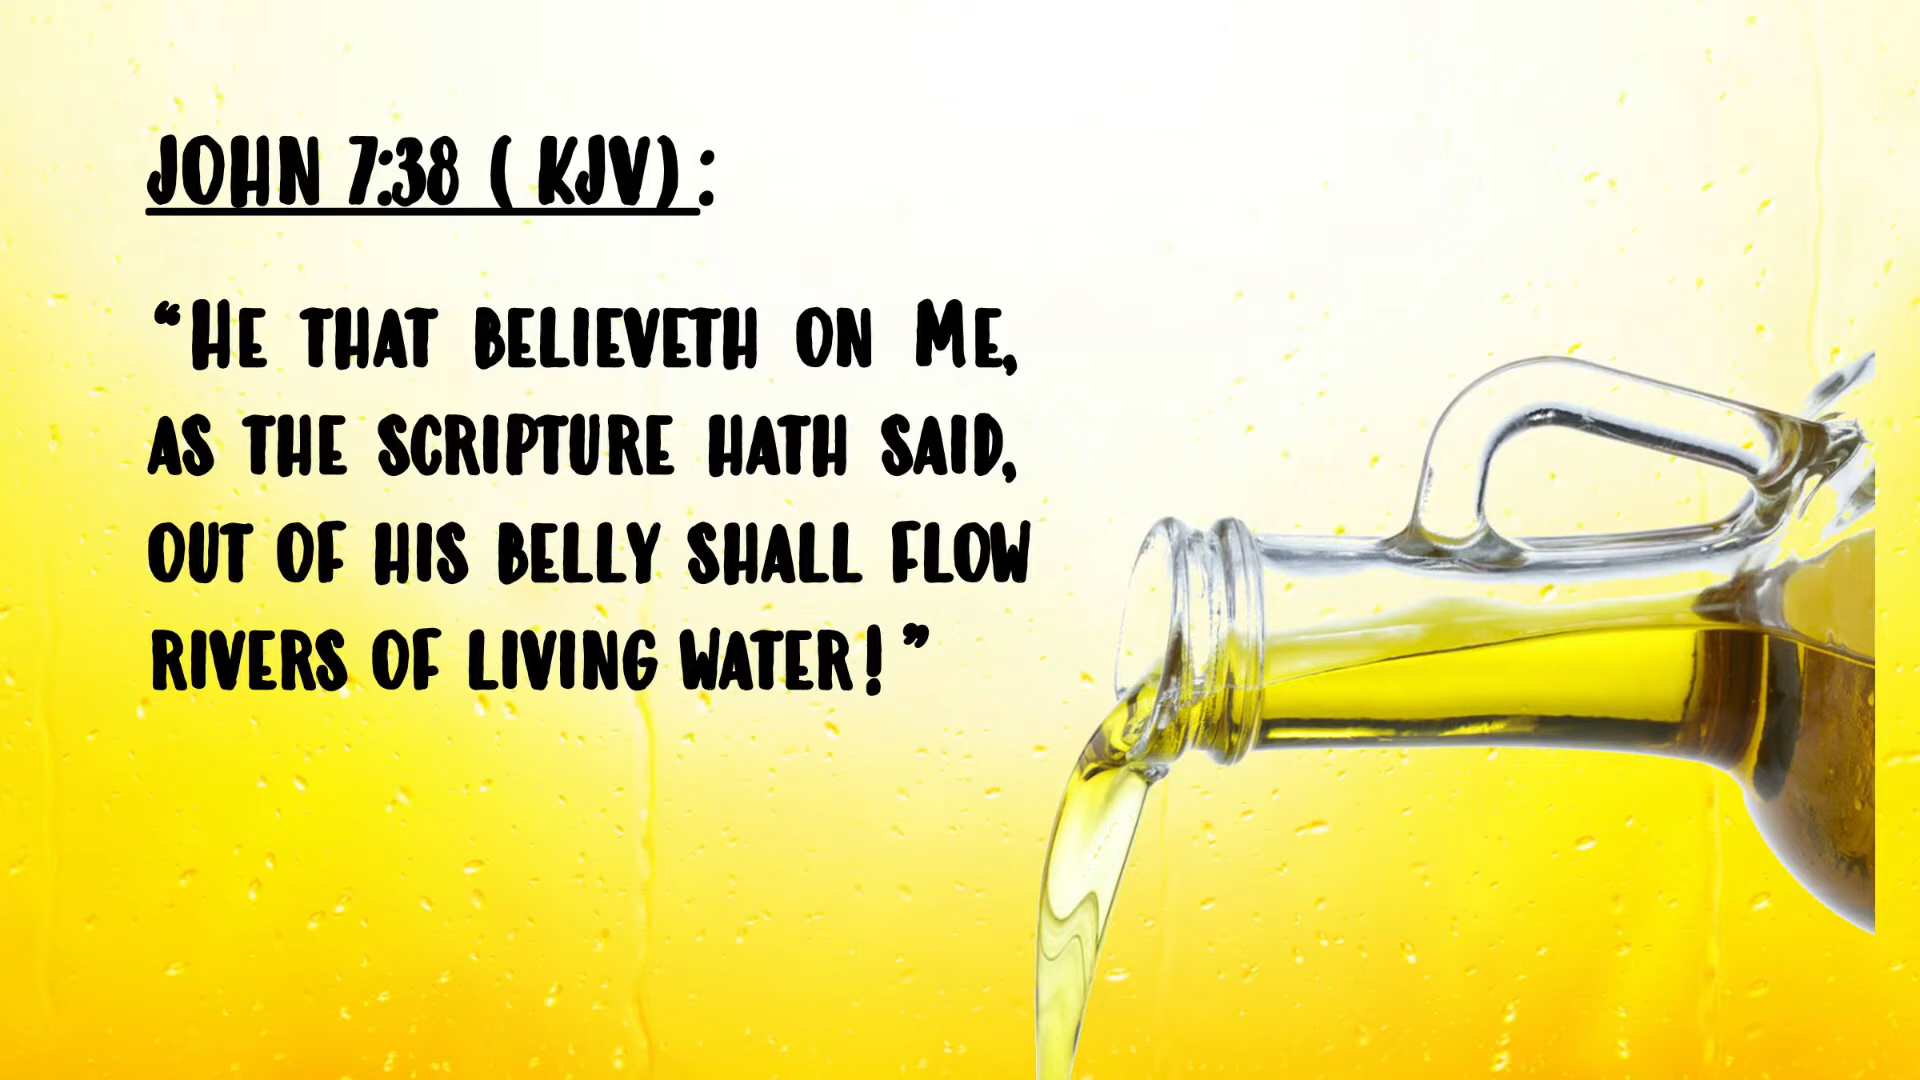 JOHN 7:38 ( KJV) :
“HE THAT BELIEVETH ON ME,
AS THE SCRIPTURE HATH SAID,
OUT OF HIS BELLY SHALL FLOW
RIVERS OF LIVING WATER! ”